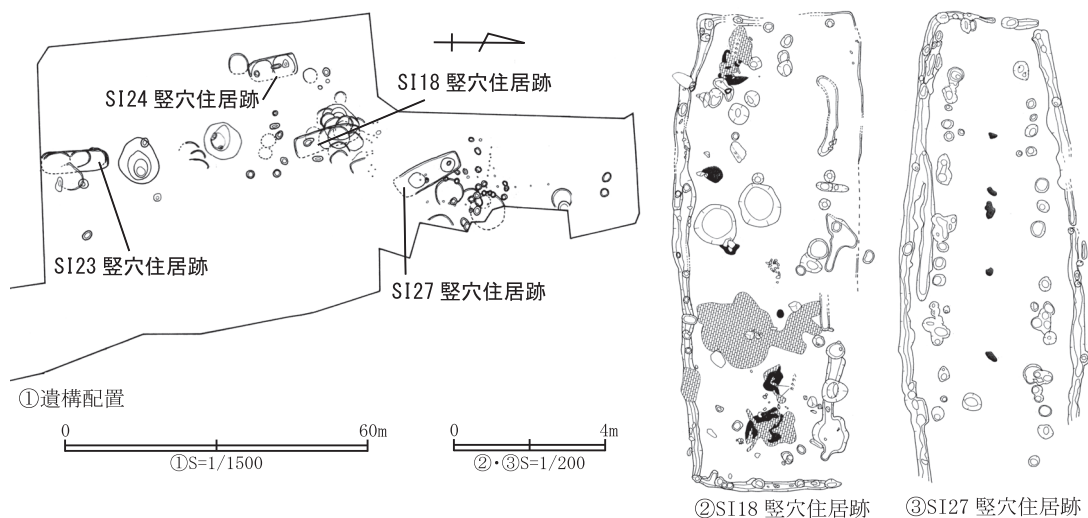 SI24 竪穴住居跡
SI18 竪穴住居跡
SI23 竪穴住居跡
SI27 竪穴住居跡
①遺構配置
0 60m
①S=1/1500
0 4m
②・③S=1/200
②SI18 竪穴住居跡
③SI27 竪穴住居跡